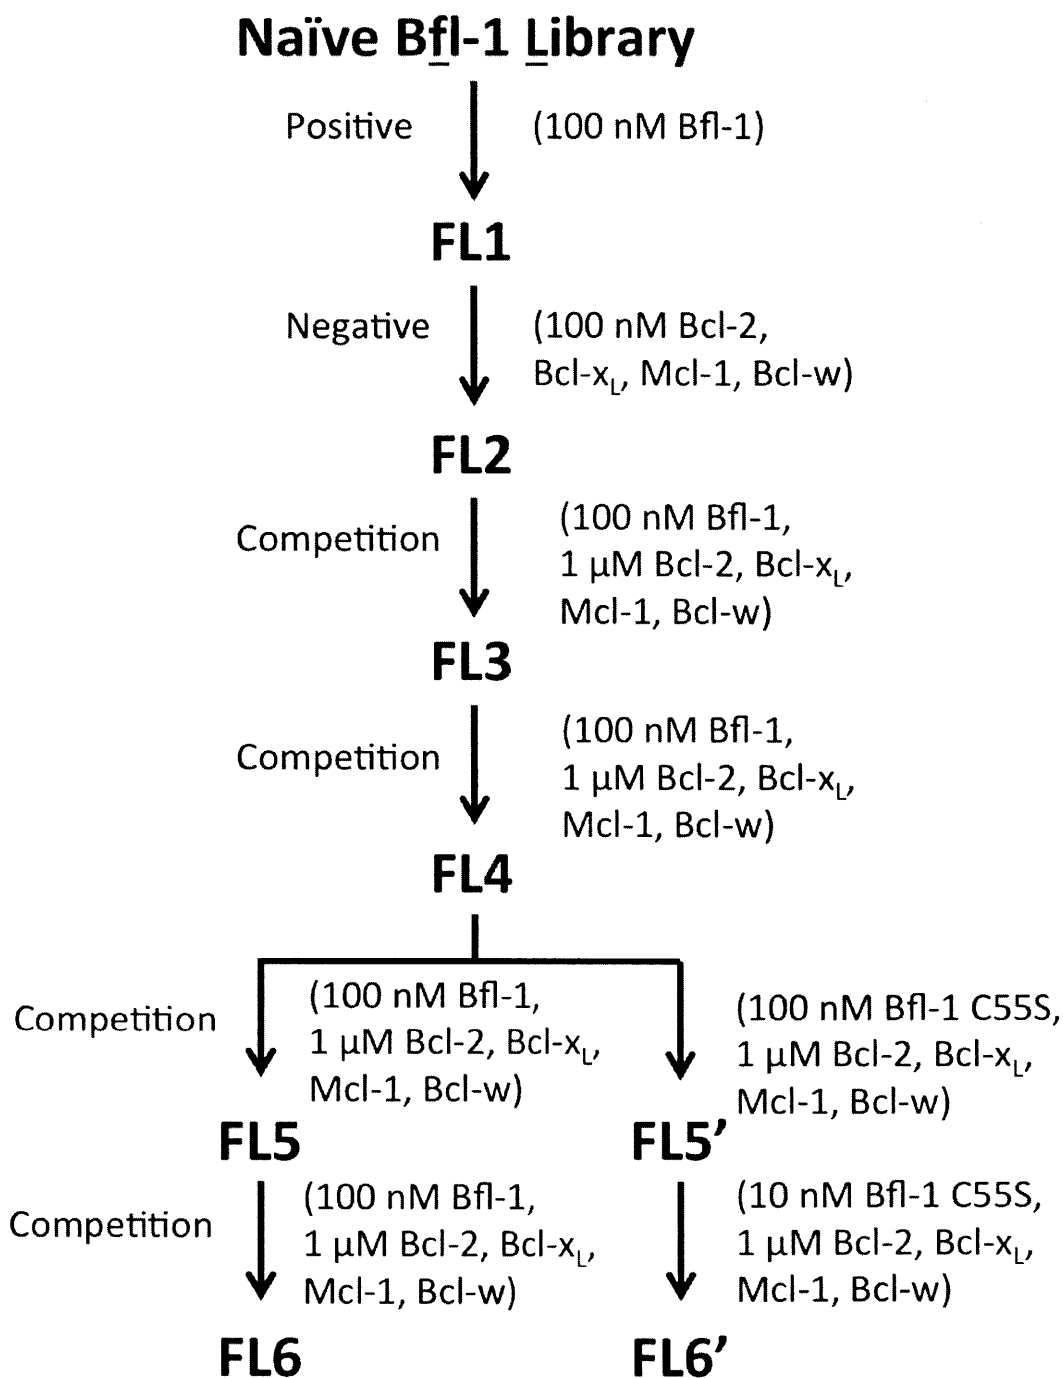 Naïve Bfl-1 Library
Positive
(100 nM Bfl-1)
FL1
Negative
(100 nM Bcl-2,
Bcl-xL, Mcl-1, Bcl-w)
FL2
Competition
(100 nM Bfl-1,
1 µM Bcl-2, Bcl-xL,
Mcl-1, Bcl-w)
FL3
Competition
(100 nM Bfl-1,
1 µM Bcl-2, Bcl-xL,
Mcl-1, Bcl-w)
FL4
Competition
(100 nM Bfl-1,
1 µM Bcl-2, Bcl-xL,
Mcl-1, Bcl-w)
(100 nM Bfl-1 C55S,
1 µM Bcl-2, Bcl-xL,
Mcl-1, Bcl-w)
FL5
FL5’
Competition
(100 nM Bfl-1,
1 µM Bcl-2, Bcl-xL,
Mcl-1, Bcl-w)
(10 nM Bfl-1 C55S,
1 µM Bcl-2, Bcl-xL,
Mcl-1, Bcl-w)
FL6
FL6’